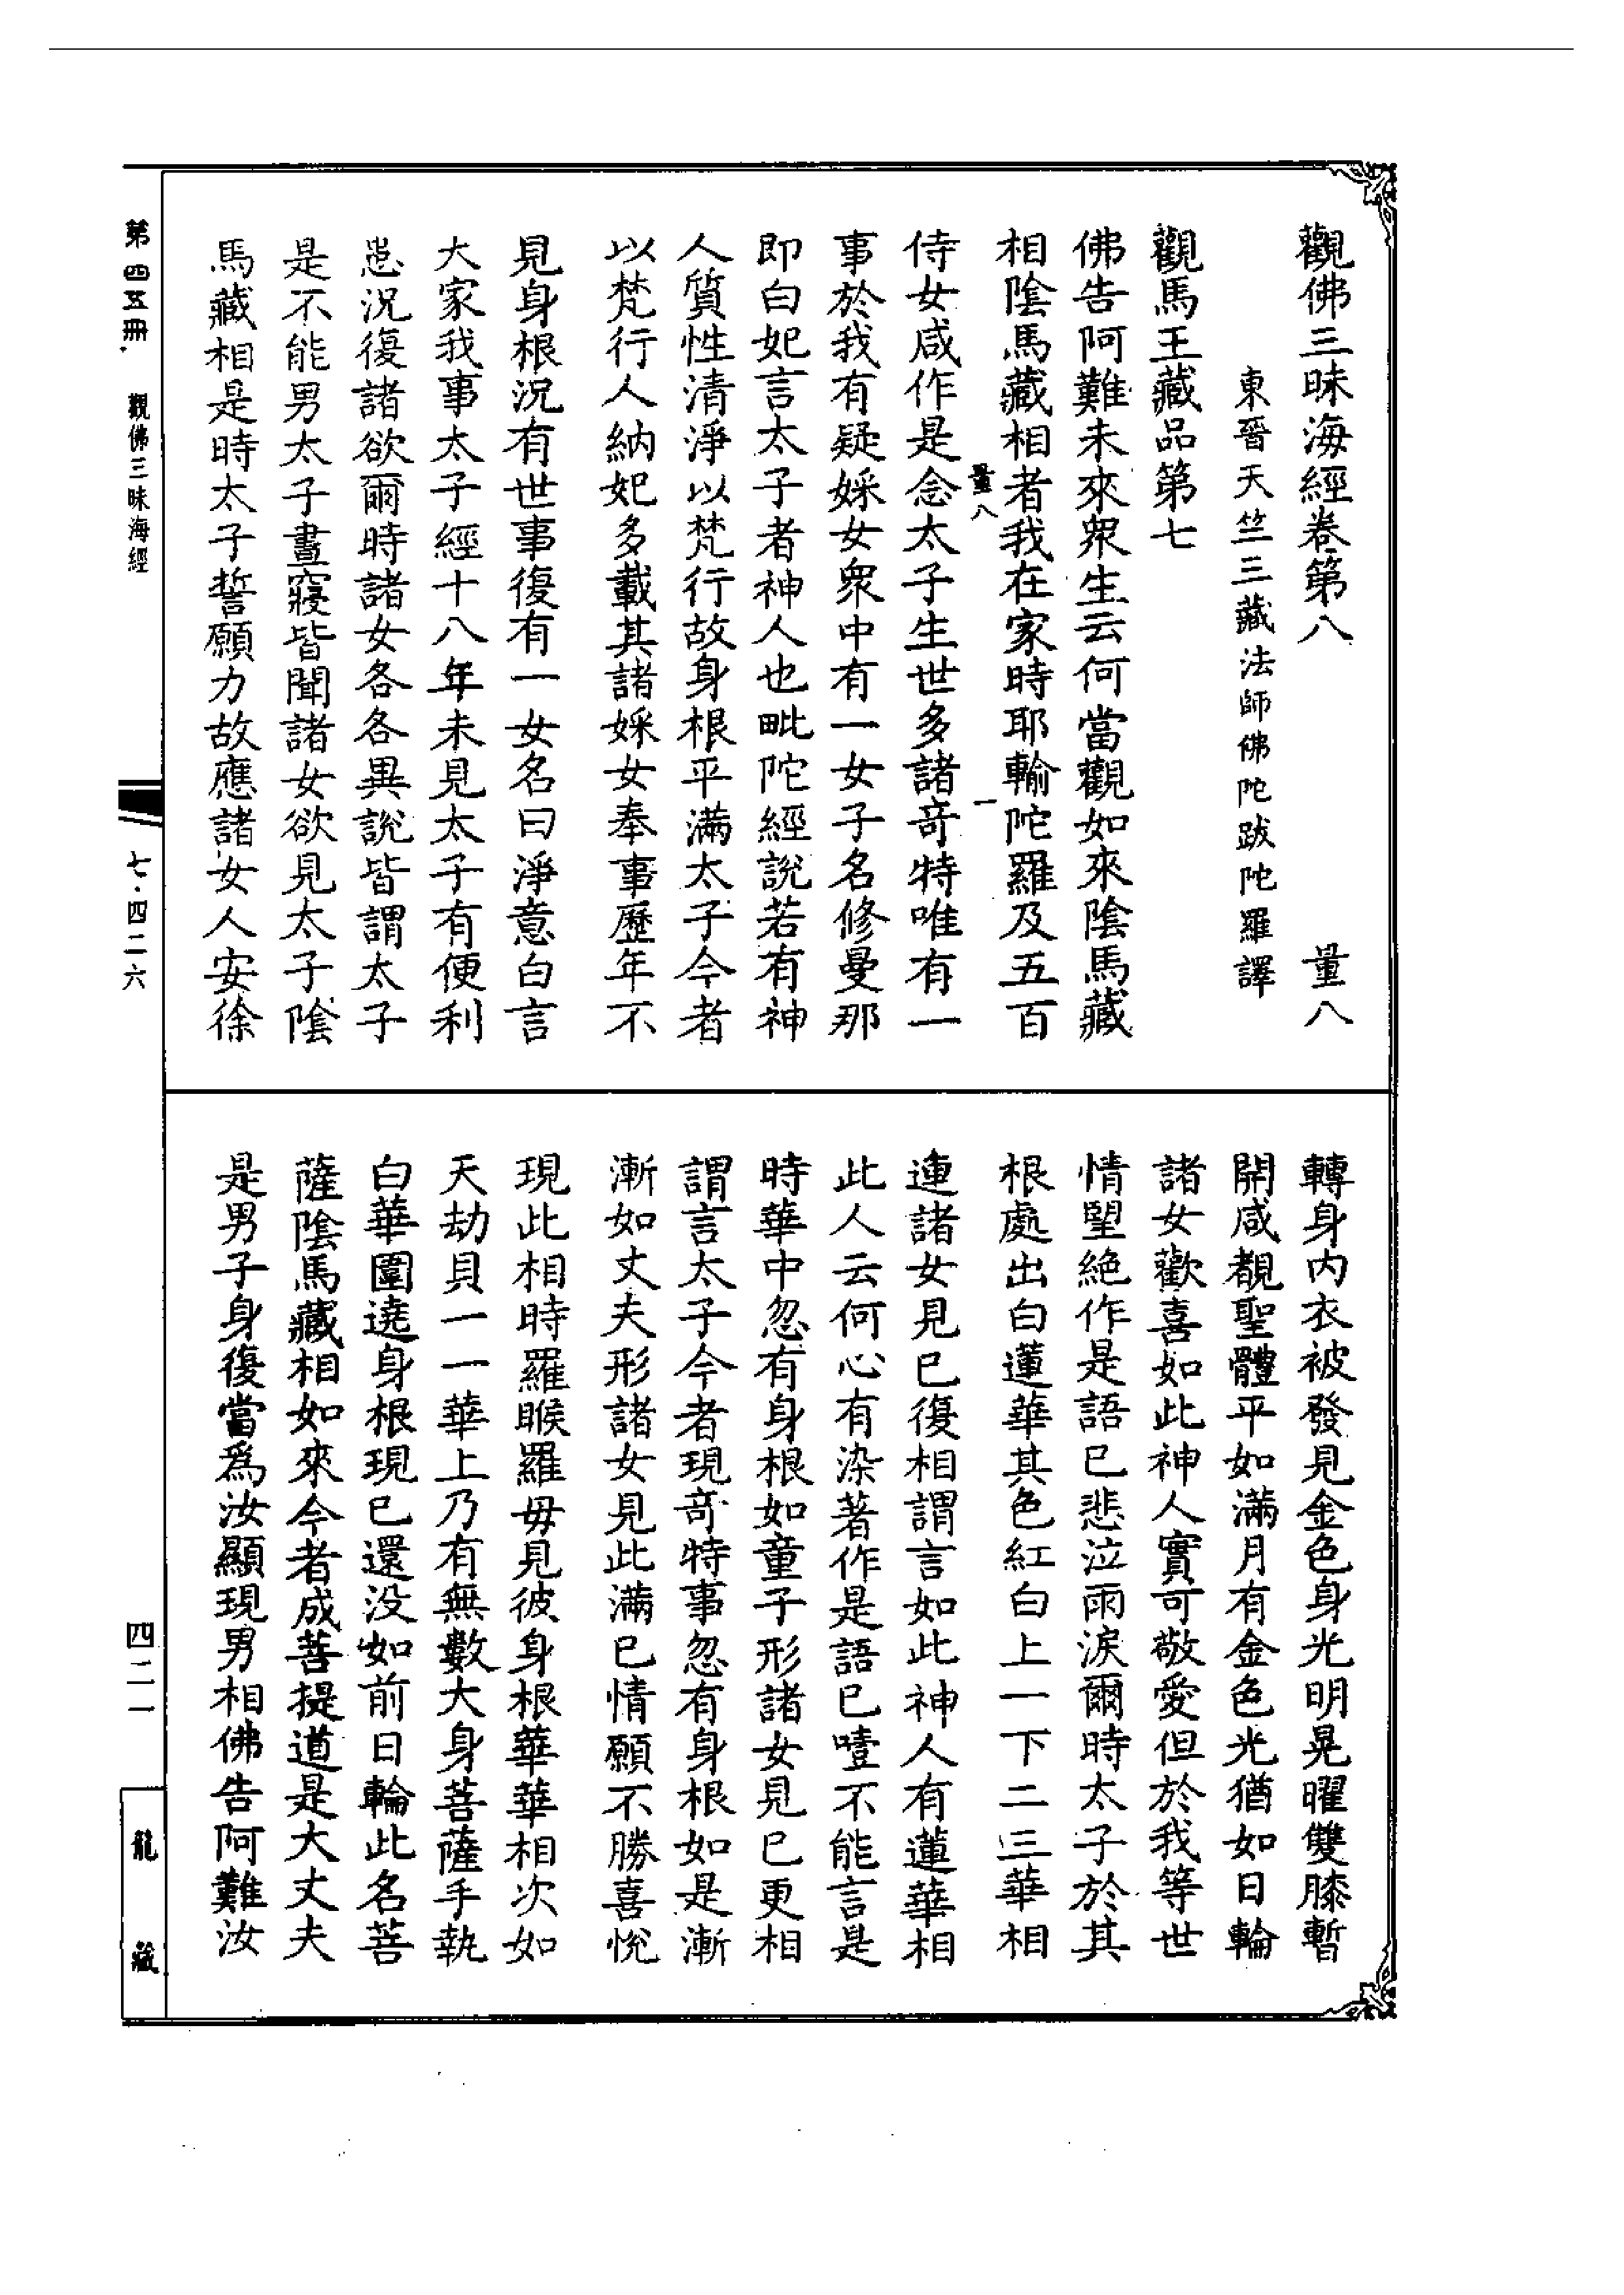 觀佛三昧海經卷第八 量八
東晉天竺三藏法師佛陀跋陀羅譯
觀馬王藏品第七
佛告阿難未來衆生云何當觀如來陰馬藏
相陰馬藏相者我在家時耶輸陀羅及五百
量八 一
侍女咸作是念太子生世多諸奇特唯有一
事於我有疑婇女衆中有一女子名修曼那
即白妃言太子者神人也毗陀經說若有神
人質性清淨以梵行故身根平滿太子今者
以梵行人納妃多載其諸婇女奉事歷年不
見身根況有世事復有一女名曰淨意白言
大家我事太子經十八年未見太子有便利
患況復諸欲爾時諸女各各異說皆謂太子
是不能男太子晝寢皆聞諸女欲見太子陰
馬藏相是時太子誓願力故應諸女人安徐
轉身內衣被發見金色身光明晃曜雙膝暫
開咸覩聖體平如滿月有金色光猶如日輪
諸女歡喜如此神人實可敬愛但於我等世
情望絕作是語已悲泣雨淚爾時太子於其
根處出白蓮華其色紅白上一下二三華相
連諸女見已復相謂言如此神人有蓮華相
此人云何心有染著作是語已噎不能言是
時華中忽有身根如童子形諸女見已更相
謂言太子今者現奇特事忽有身根如是漸
漸如丈夫形諸女見此滿已情願不勝喜悅
現此相時羅睺羅毋見彼身根華華相次如
天劫貝一一華上乃有無數大身菩薩手執
白華圍遶身根現已還没如前日輪此名菩
薩陰馬藏相如來今者成菩提道是大丈夫
是男子身復當爲汝顯現男相佛告阿難汝
第四五冊 觀佛三昧海經 七·四二六 四二一 龍藏